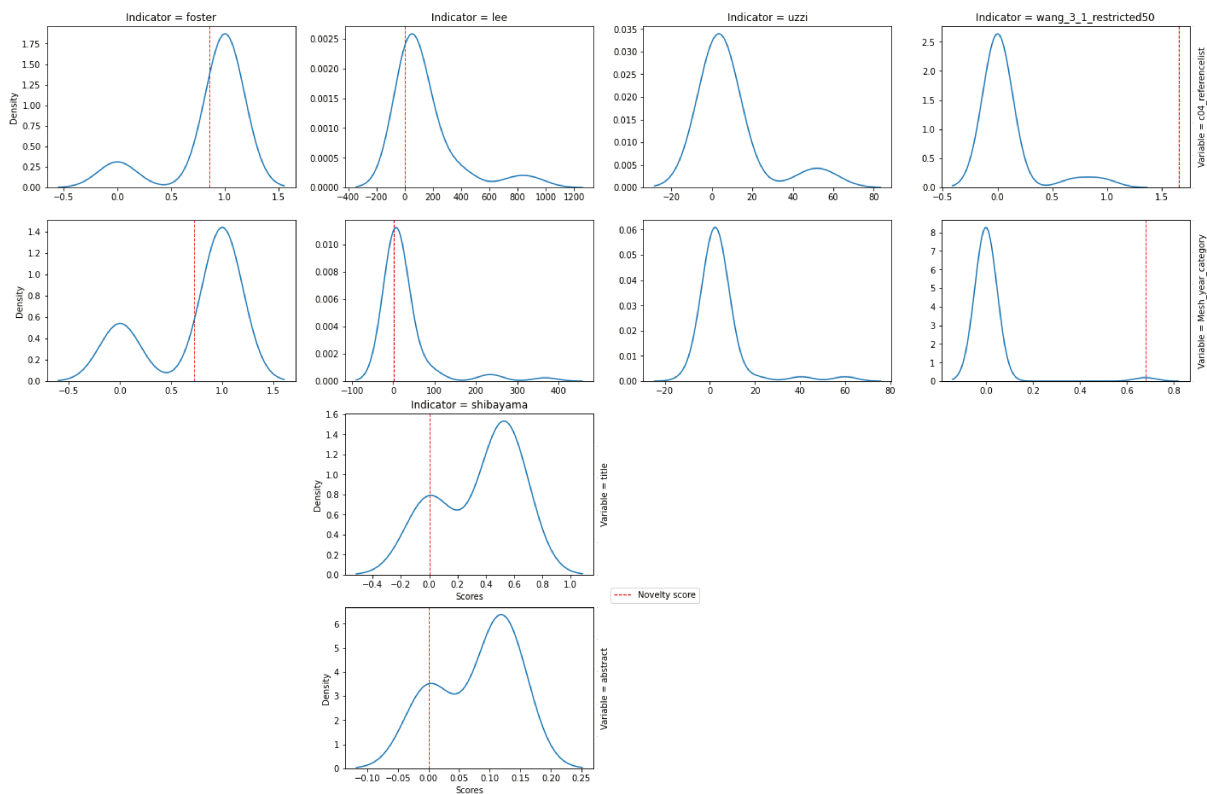 Indicator = foster
Indicator = lee
Indicator = uzzi
Indicator = wang_3_1_restricted50
Density
1.75
1.50
1.25
1.00
0.75
0.50
0.25
0.00
−0.5 0.0 0.5 1.0 1.5
0.0025
0.0020
0.0015
0.0010
0.0005
0.0000
−400 −200 0 200 400 600 800 1000 1200
0.035
0.030
0.025
0.020
0.015
0.010
0.005
0.000
−20 0 20 40 60 80
2.5
2.0
1.5
1.0
0.5
0.0
−0.5 0.0 0.5 1.0 1.5
Variable = c04_referencelist
Density
1.4
1.2
1.0
0.8
0.6
0.4
0.2
0.0
−0.5 0.0 0.5 1.0 1.5
0.010
0.008
0.006
0.004
0.002
0.000
−100 0 100 200 300 400
0.06
0.05
0.04
0.03
0.02
0.01
0.00
−20 0 20 40 60 80
8
7
6
5
4
3
2
1
0
0.0 0.2 0.4 0.6 0.8
Variable = Mesh_year_category
Indicator = shibayama
Density
1.6
1.4
1.2
1.0
0.8
0.6
0.4
0.2
0.0
−0.4 −0.2 0.0 0.2 0.4 0.6 0.8 1.0
Scores
Variable = title
Novelty score
Density
6
5
4
3
2
1
0
−0.10 −0.05 0.00 0.05 0.10 0.15 0.20 0.25
Scores
Variable = abstract